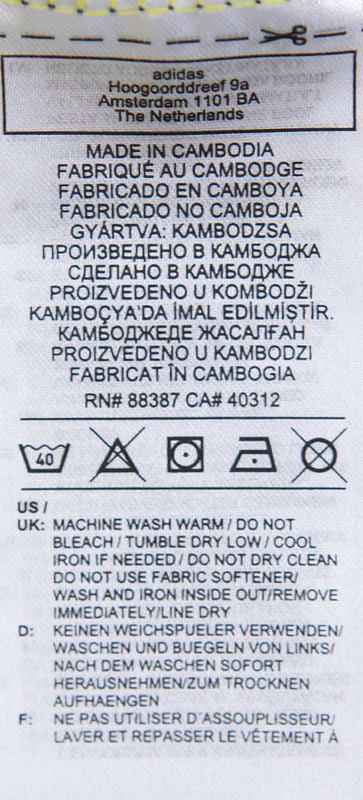 adidas
Hoogoorddreef 9a
Amsterdam 1101 BA
The Netherlands
MADE IN CAMBODIA
FABRIQUÉ AU CAMBODGE
FABRICADO EN CAMBOYA
FABRICADO NO CAMBOJA
GYÁRTVA: KAMBODZSA
ПРОИЗВЕДЕНО В КАМБОДЖА
СДЕЛАНО В КАМБОДЖЕ
PROIZVEDENO U KOMBODŽI
KAMBOÇYA'DA İMAL EDİLMİŞTİR.
КАМБОДЖЕДЕ ЖАСАЛҒАН
PROIZVEDENO U KAMBODZI
FABRICAT ÎN CAMBOGIA
RN# 88387 CA# 40312
40
US /
UK: MACHINE WASH WARM / DO NOT
BLEACH / TUMBLE DRY LOW / COOL
IRON IF NEEDED / DO NOT DRY CLEAN
DO NOT USE FABRIC SOFTENER/
WASH AND IRON INSIDE OUT/REMOVE
IMMEDIATELY/LINE DRY
D: KEINEN WEICHSPUELER VERWENDEN/
WASCHEN UND BUEGELN VON LINKS/
NACH DEM WASCHEN SOFORT
HERAUSNEHMEN/ZUM TROCKNEN
AUFHAENGEN
F: NE PAS UTILISER D´ASSOUPLISSEUR/
LAVER ET REPASSER LE VÊTEMENT À